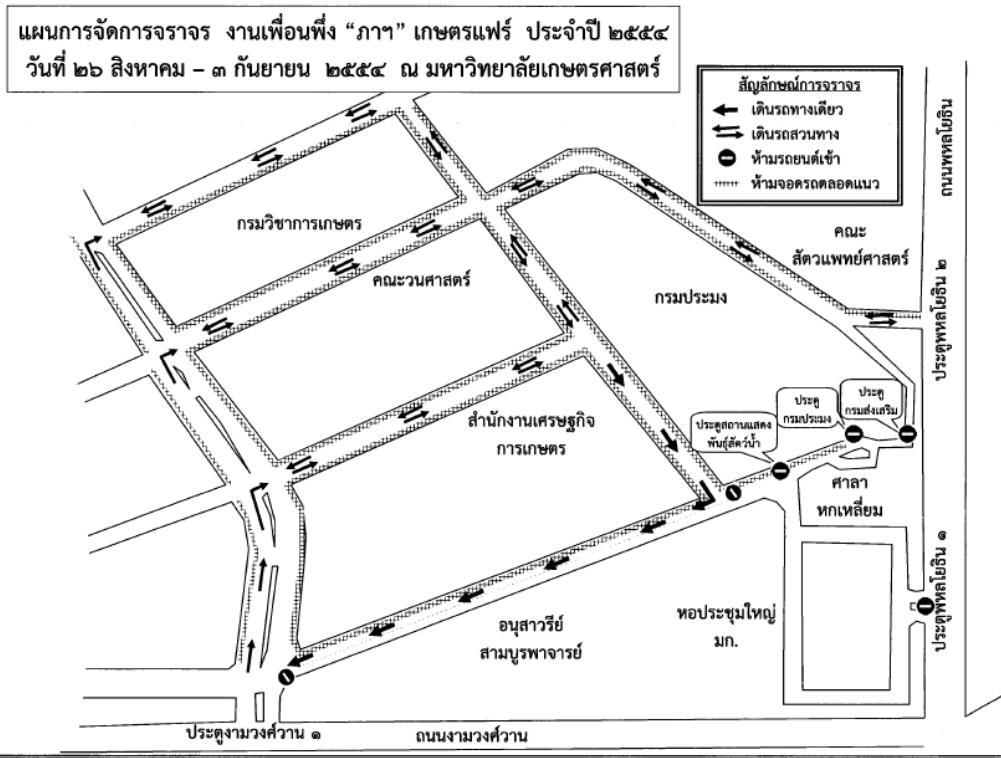 แผนการจัดการจราจร งานเพื่อนพึ่ง “ภาฯ” เกษตรแฟร์ ประจำปี ๒๕๕๔
วันที่ ๒๖ สิงหาคม – ๓ กันยายน ๒๕๕๔ ณ มหาวิทยาลัยเกษตรศาสตร์
สัญลักษณ์การจราจร
เดินรถทางเดียว
เดินรถสวนทาง
ห้ามรถยนต์เข้า
ห้ามจอดรถตลอดแนว
ถนนพหลโยธิน
กรมวิชาการเกษตร
คณะ
สัตวแพทย์ศาสตร์
คณะวนศาสตร์
กรมประมง
ประตูพหลโยธิน ๒
ประตู
กรมส่งเสริม
ประตู
กรมประมง
ประตูสถานแสดง
พันธุ์สัตว์น้ำ
สำนักงานเศรษฐกิจ
การเกษตร
ศาลา
หกเหลี่ยม
ประตูพหลโยธิน ๑
หอประชุมใหญ่
มก.
อนุสาวรีย์
สามบูรพาจารย์
ประตูงามวงศ์วาน ๑
ถนนงามวงศ์วาน